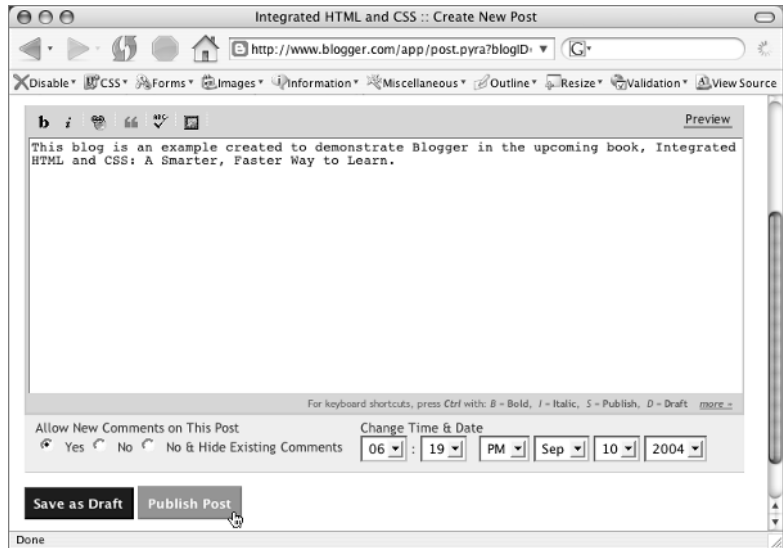 Integrated HTML and CSS :: Create New Post
http://www.blogger.com/app/post.pyra?blogID
G
Disable CSS Forms Images Information Miscellaneous Outline Resize Validation View Source
b i abc Preview
This blog is an example created to demonstrate Blogger in the upcoming book, Integrated
HTML and CSS: A Smarter, Faster Way to Learn.
For keyboard shortcuts, press Ctrl with: B = Bold, I = Italic, S = Publish, D = Draft more »
Allow New Comments on This Post Change Time & Date
Yes No No & Hide Existing Comments 06 : 19 PM Sep 10 2004
Save as Draft Publish Post
Done